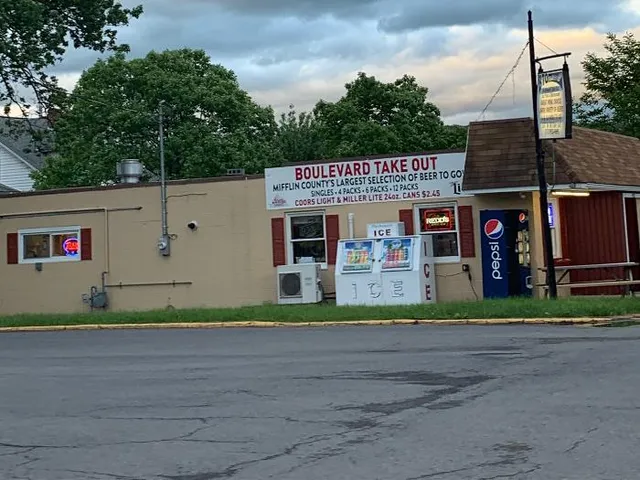 BOULEVARD TAKE OUT
MIFFLIN COUNTY'S LARGEST SELECTION OF BEER TO GO
SINGLES • 4 PACKS • 6 PACKS • 12 PACKS
COORS LIGHT & MILLER LITE 24oz. CANS $2.45
ICE
REDD'S
pepsi
ICE
ICE